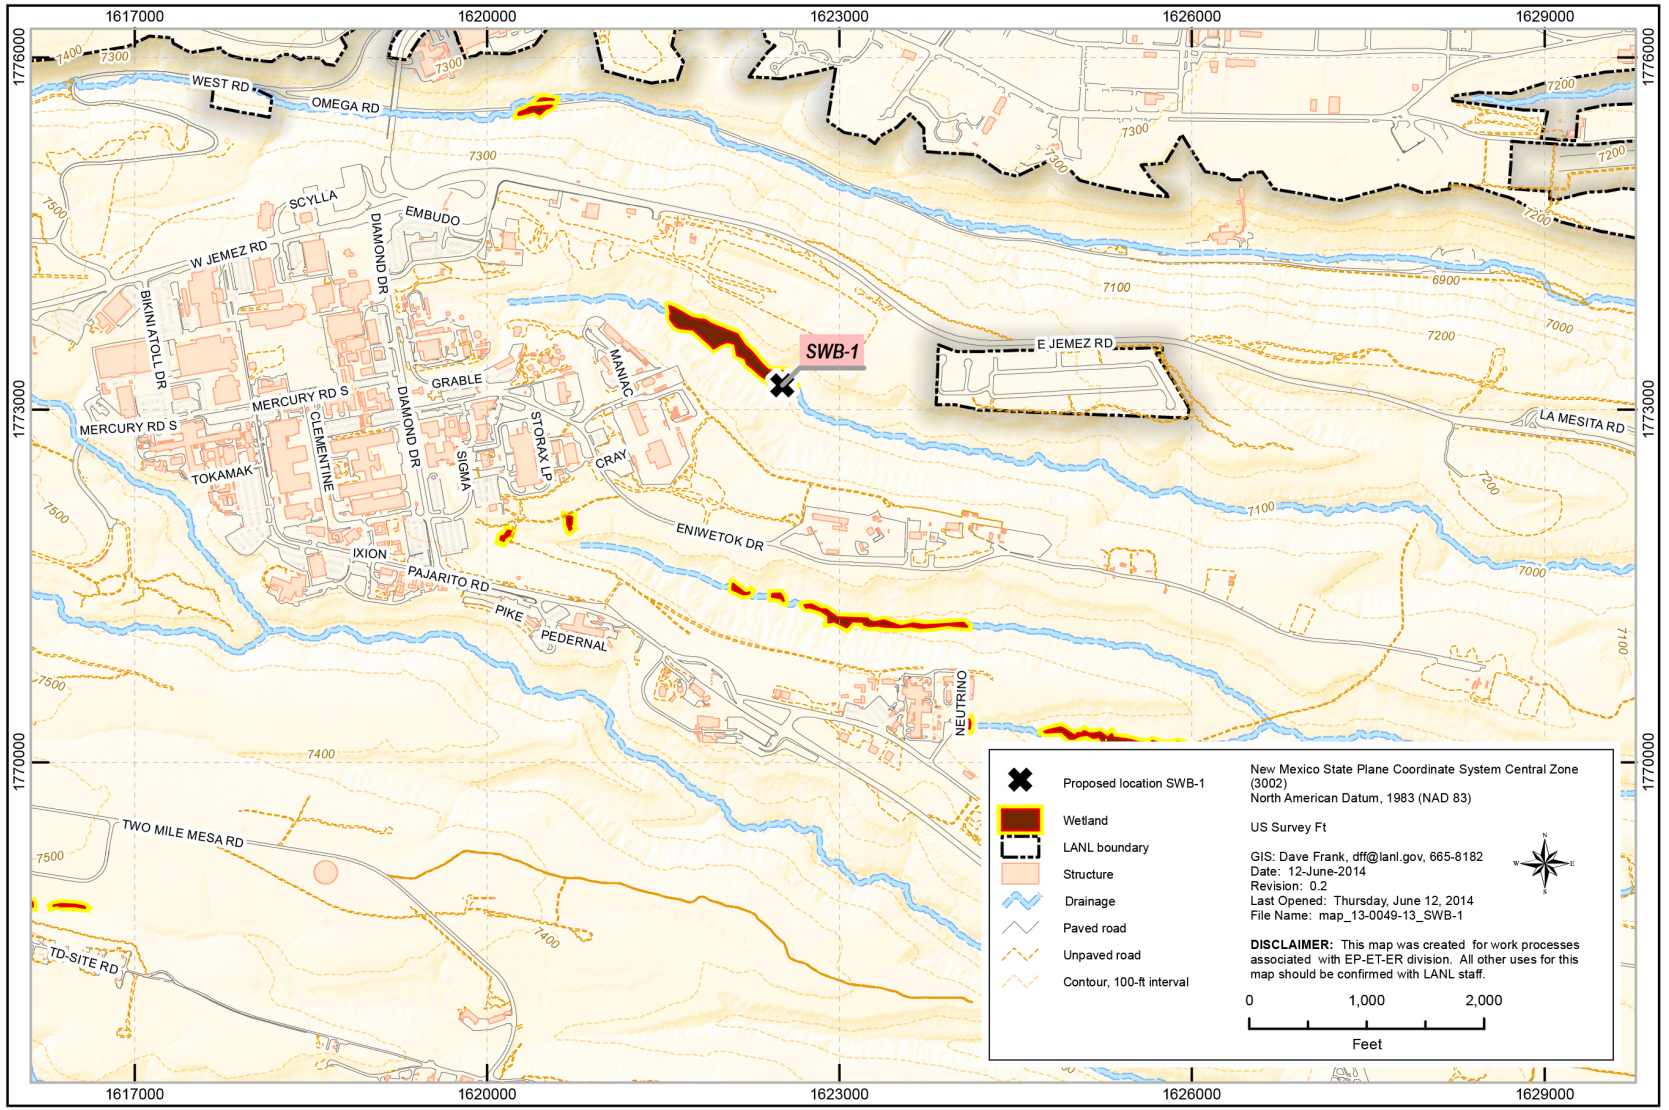 1617000 1620000 1623000 1626000 1629000
1776000
1776000
7400
7300
7300
7200
WEST RD
OMEGA RD
7300
7300
7200
7300
7500
SCYLLA
EMBUDO
7200
W JEMEZ RD
DIAMOND DR
7100
6900
BIKINI ATOLL DR
7000
7200
SWB-1
E JEMEZ RD
MANIAC
GRABLE
MERCURY RD S
1773000
1773000
MERCURY RD S
DIAMOND DR
CLEMENTINE
STORAX LP
LA MESITA RD
SIGMA
CRAY
TOKAMAK
7200
7500
7100
ENIWETOK DR
IXION
PAJARITO RD
7000
PIKE
PEDERNAL
7100
7500
NEUTRINO
7400
1770000
1770000
TWO MILE MESA RD
7500
7400
TD-SITE RD
Proposed location SWB-1
Wetland
LANL boundary
Structure
Drainage
Paved road
Unpaved road
Contour, 100-ft interval
New Mexico State Plane Coordinate System Central Zone
(3002)
North American Datum, 1983 (NAD 83)
US Survey Ft
GIS: Dave Frank, dff@lanl.gov, 665-8182
Date: 12-June-2014
Revision: 0.2
Last Opened: Thursday, June 12, 2014
File Name: map_13-0049-13_SWB-1
N
W E
S
DISCLAIMER: This map was created for work processes
associated with EP-ET-ER division. All other uses for this
map should be confirmed with LANL staff.
0 1,000 2,000
Feet
1617000 1620000 1623000 1626000 1629000